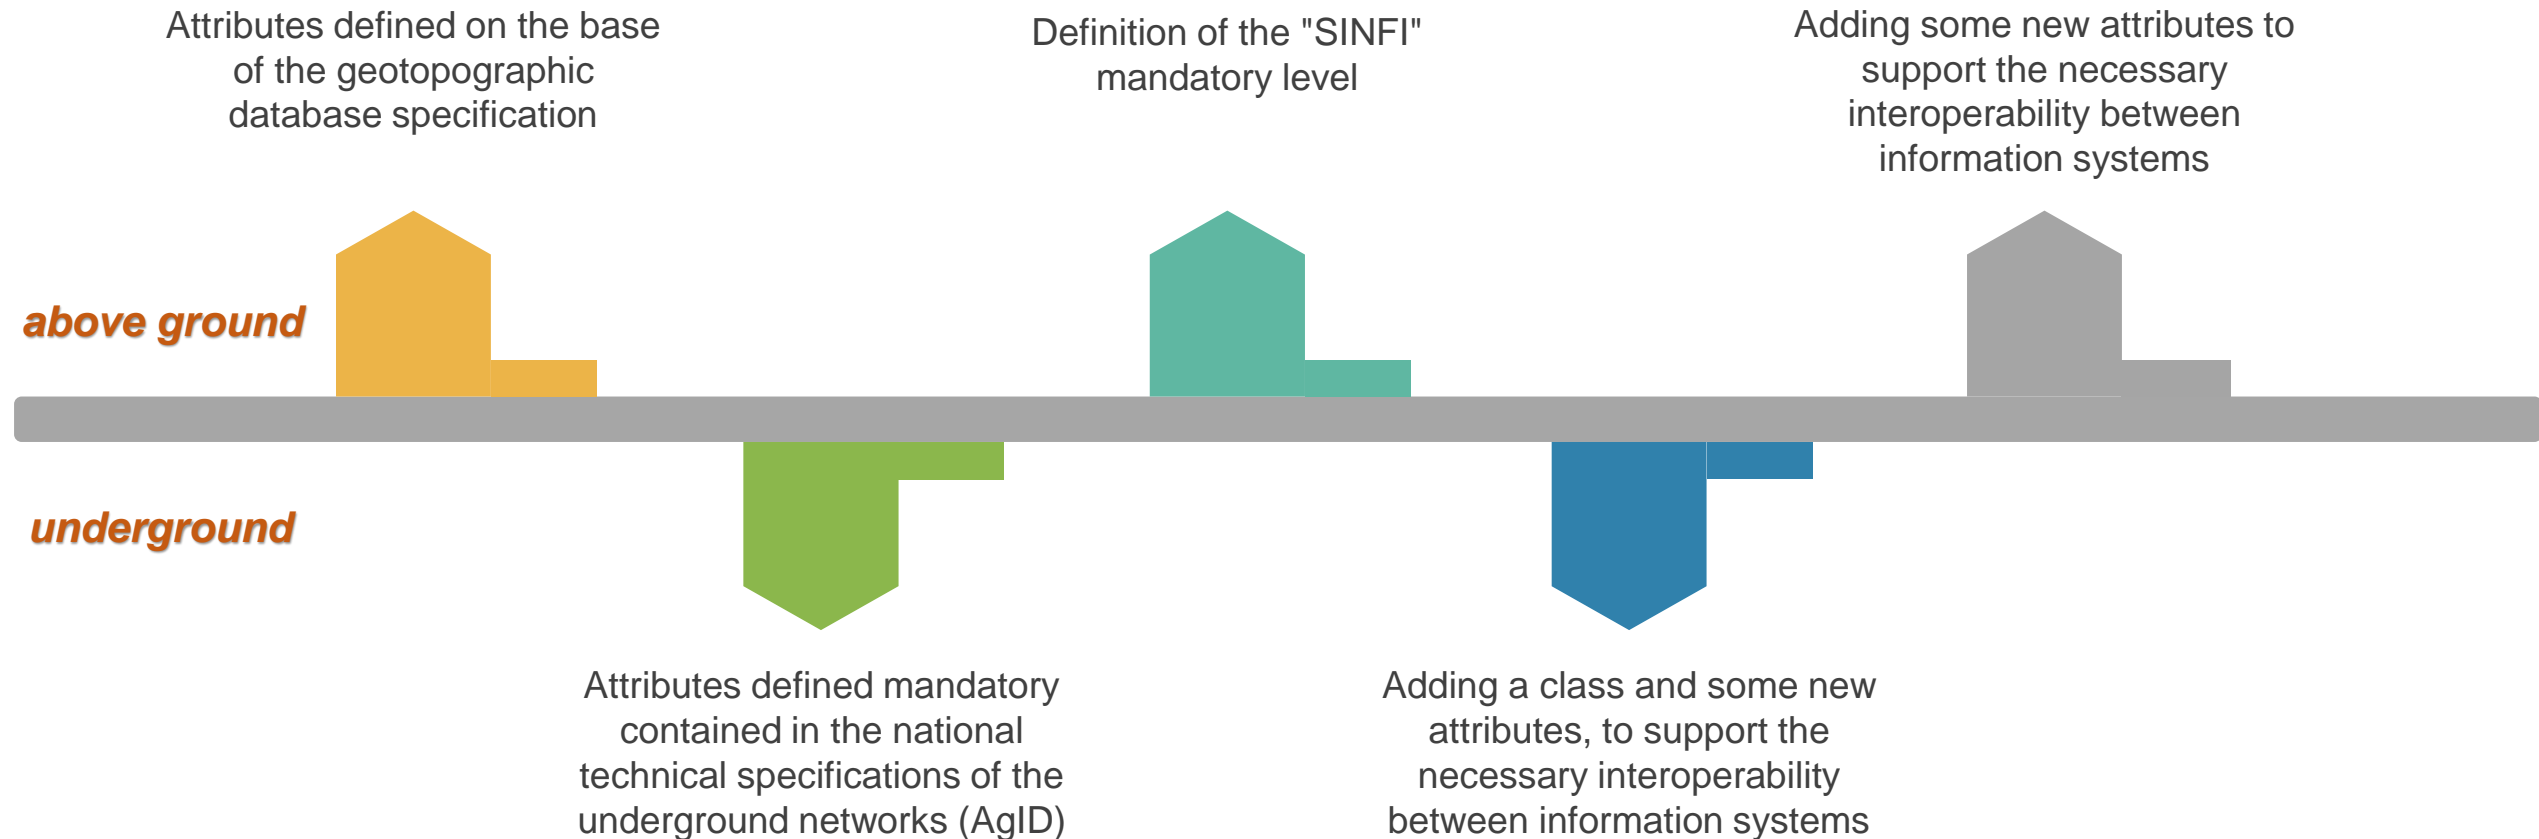 Attributes defined on the base
of the geotopographic
database specification
Definition of the "SINFI"
mandatory level
Adding some new attributes to
support the necessary
interoperability between
information systems
above ground
underground
Attributes defined mandatory
contained in the national
technical specifications of the
underground networks (AgID)
Adding a class and some new
attributes, to support the
necessary interoperability
between information systems